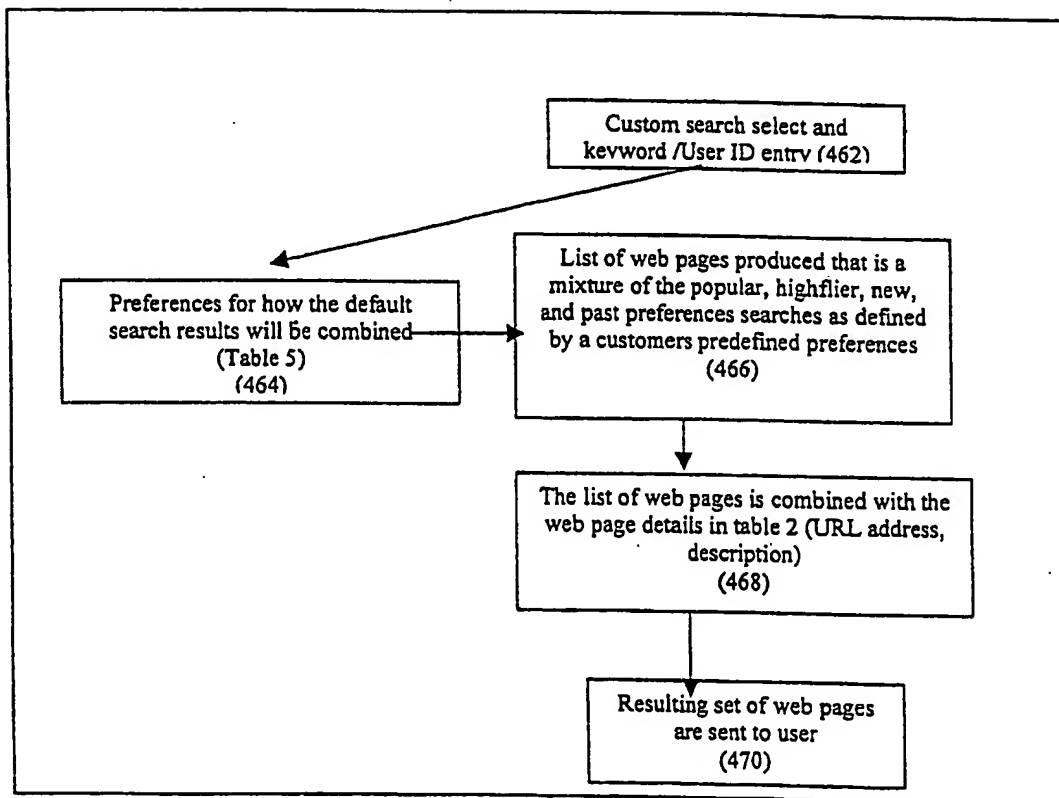 Custom search select and
keyword /User ID entry (462)
Preferences for how the default
search results will be combined
(Table 5)
(464)
List of web pages produced that is a
mixture of the popular, highflier, new,
and past preferences searches as defined
by a customers predefined preferences
(466)
The list of web pages is combined with the
web page details in table 2 (URL address,
description)
(468)
Resulting set of web pages
are sent to user
(470)